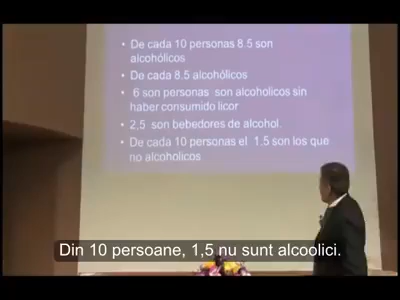 De cada 10 personas 8.5 son
alcohólicos
De cada 8.5 alcohólicos
6 son personas son alcoholicos sin
haber consumido licor
2,5 son bebedores de alcohol
De cada 10 personas el 1,5 son los que
no alcoholicos
Din 10 persoane, 1,5 nu sunt alcoolici.